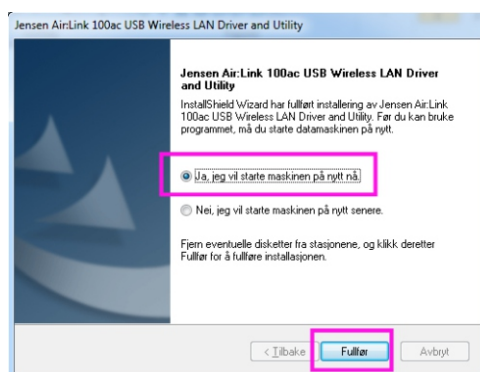 Jensen Air:Link 100ac USB Wireless LAN Driver and Utility
Jensen Air:Link 100ac USB Wireless LAN Driver
and Utility
InstallShield Wizard har fullført installering av Jensen Air:Link
100ac USB Wireless LAN Driver and Utility. Før du kan bruke
programmet, må du starte datamaskinen på nytt.
Ja, jeg vil starte maskinen på nytt nå.
Nei, jeg vil starte maskinen på nytt senere.
Fjern eventuelle disketter fra stasjonene, og klikk deretter
Fullfør for å fullføre installasjonen.
< Tilbake Fullfør Avbryt